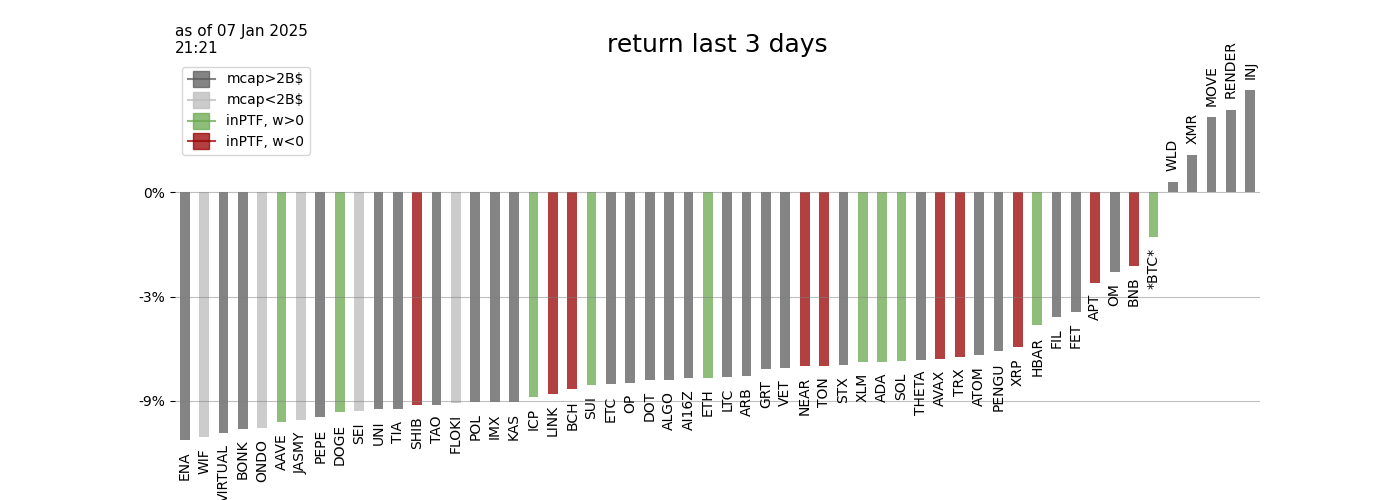 as of 07 Jan 2025
21:21
return last 3 days
mcap>2B$
mcap<2B$
inPTF, w>0
inPTF, w<0
0%
-3%
-9%
ENA
WIF
VIRTUAL
BONK
ONDO
AAVE
JASMY
PEPE
DOGE
SEI
UNI
TIA
SHIB
TAO
FLOKI
POL
IMX
KAS
ICP
LINK
BCH
SUI
ETC
OP
DOT
ALGO
AI16Z
ETH
LTC
ARB
GRT
VET
NEAR
TON
STX
XLM
ADA
SOL
THETA
AVAX
TRX
ATOM
PENGU
XRP
HBAR
FIL
FET
APT
OM
BNB
*BTC*
WLD
XMR
MOVE
RENDER
INJ